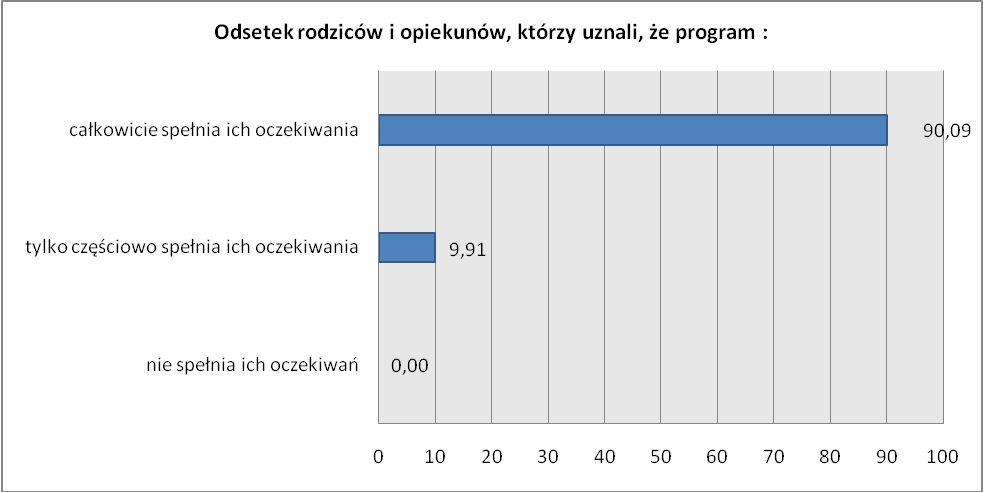 Odsetek rodziców i opiekunów, którzy uznali, że program :
całkowicie spełnia ich oczekiwania
90,09
tylko częściowo spełnia ich oczekiwania
9,91
nie spełnia ich oczekiwań
0,00
0 10 20 30 40 50 60 70 80 90 100